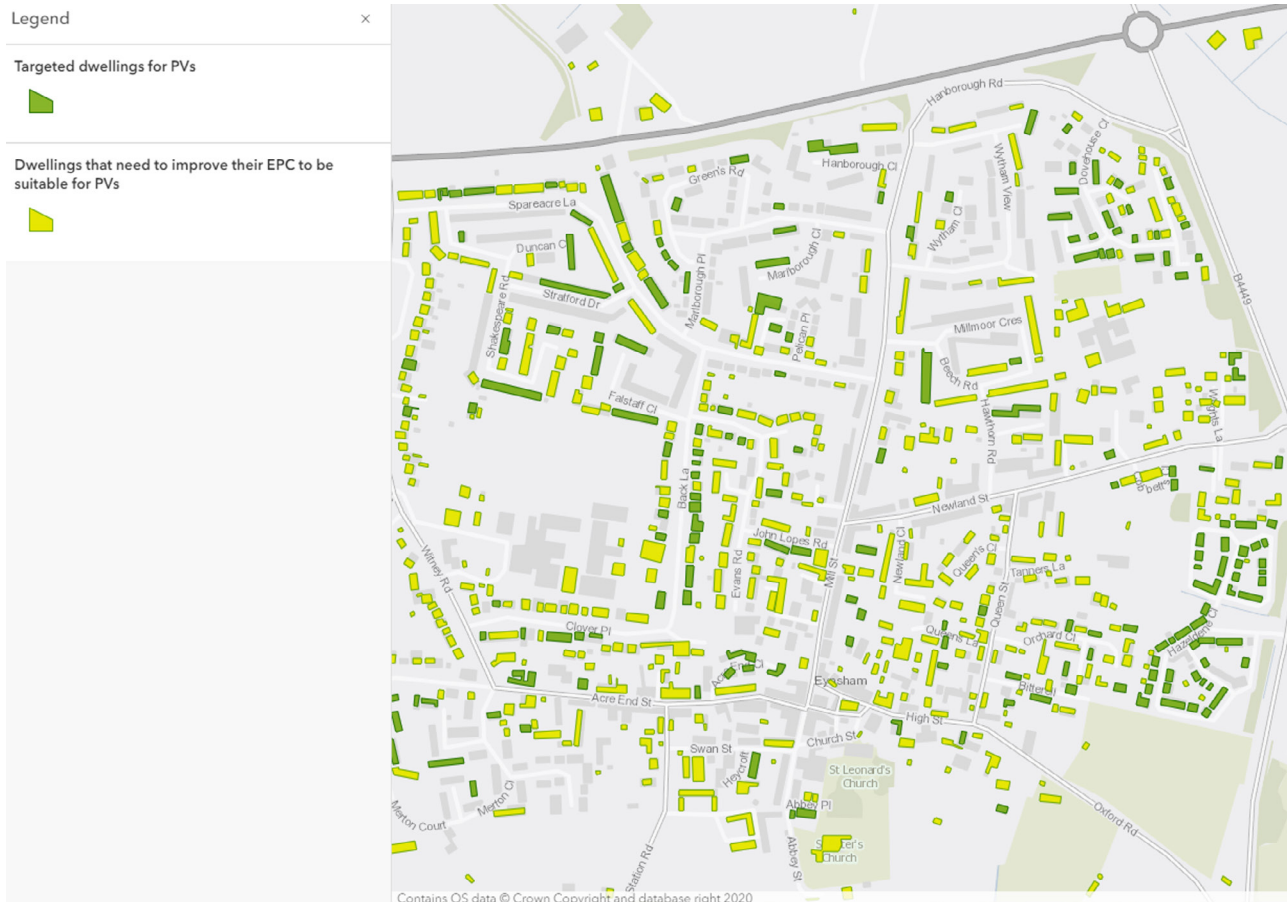 Legend
×
Targeted dwellings for PVs
Dwellings that need to improve their EPC to be
suitable for PVs
Hanborough Rd
Hanborough Cl
Green's Rd
Dovehouse Cl
Wytham View
Wytham Cl
Spareacre La
Duncan Cl
Marlborough Cl
Marlborough Pl
Stratford Dr
Shakespeare Rd
B4449
Pelican Pl
Millmoor Cres
Beech Rd
Hawthorn Rd
Wrights La
Falstaff Cl
Back La
Newland St
John Lopes Rd
Evans Rd
Mill St
Newland Cl
Queen's Cl
Queen St
Tanners La
Witney Rd
Clover Pl
Queens La
Orchard Cl
Hazeldene Cl
Acre End Cl
Eynsham
Acre End St
High St
Church St
Swan St
Heycroft
St Leonard's
Church
Merton Cl
Merton Court
Abbey Pl
Abbey St
Church
Oxford Rd
Station Rd
Contains OS data © Crown Copyright and database right 2020